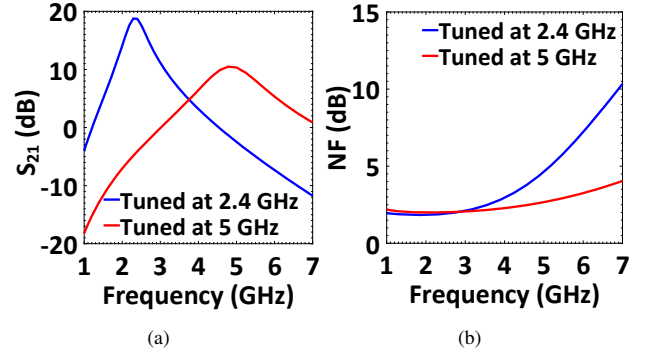 20
10
0
-10
-20
S21 (dB)
Tuned at 2.4 GHz
Tuned at 5 GHz
1 2 3 4 5 6 7
Frequency (GHz)
(a)
15
10
5
0
NF (dB)
Tuned at 2.4 GHz
Tuned at 5 GHz
1 2 3 4 5 6 7
Frequency (GHz)
(b)